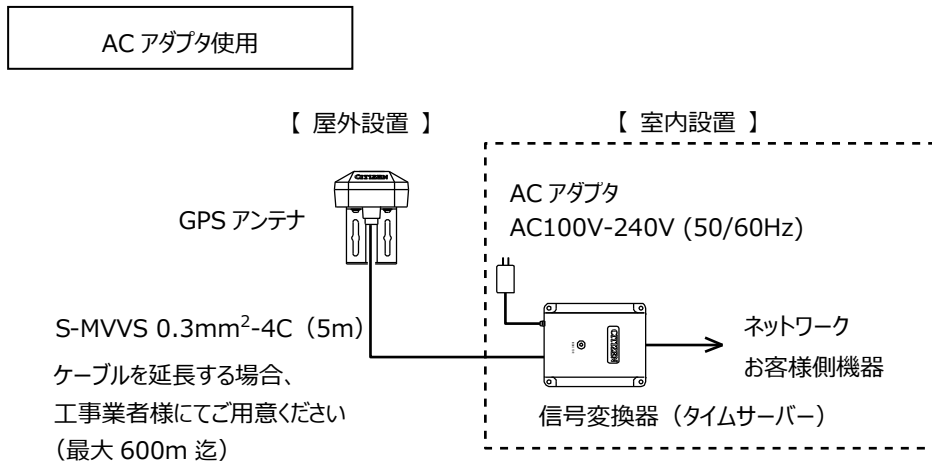 AC アダプタ使用
【 屋外設置 】
【 室内設置 】
CITIZEN
GPS アンテナ
AC アダプタ
AC100V-240V (50/60Hz)
S-MVVS 0.3mm²-4C（5m）
ケーブルを延長する場合、
工事業者様にてご用意ください
（最大 600m 迄）
CITIZEN
ネットワーク
お客様側機器
信号変換器（タイムサーバー）